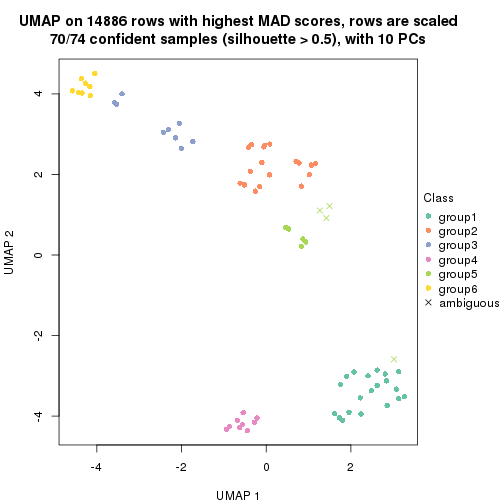 UMAP on 14886 rows with highest MAD scores, rows are scaled
70/74 confident samples (silhouette > 0.5), with 10 PCs
4
2
0
-2
-4
UMAP 2
-4
-2
0
2
UMAP 1
Class
group1
group2
group3
group4
group5
group6
ambiguous